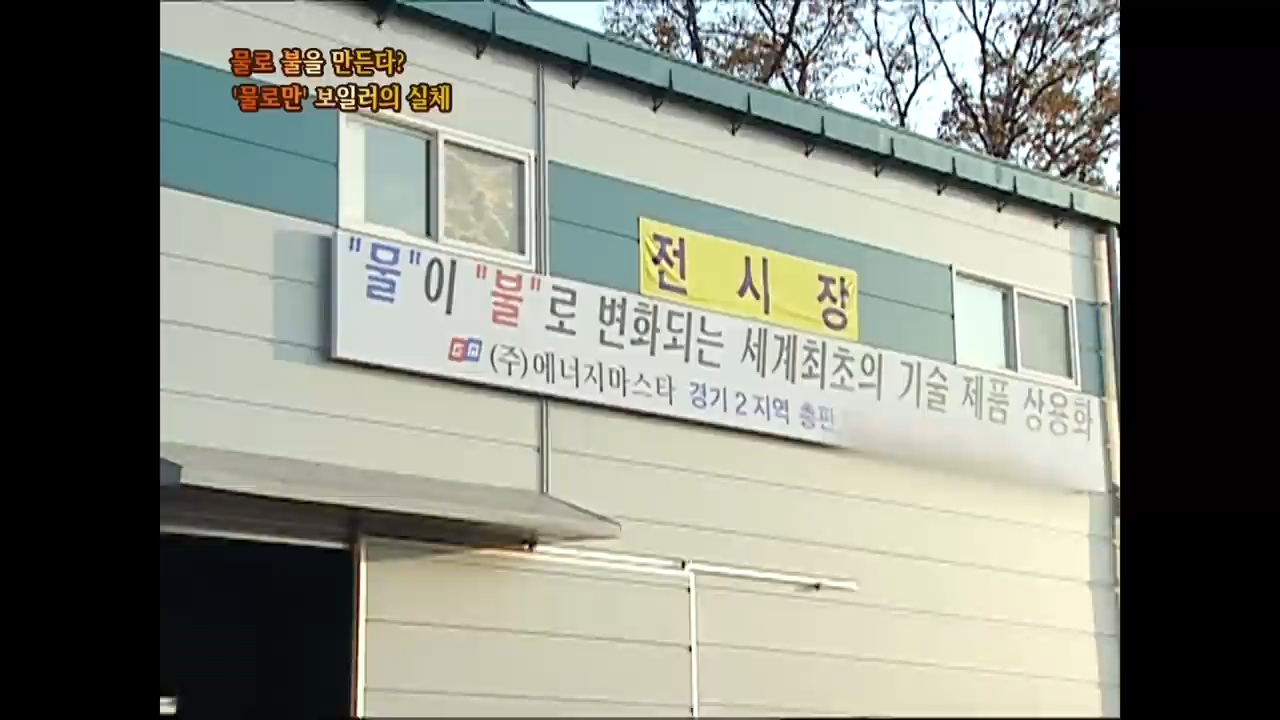 물로 불을 만든다?
'물로만' 보일러의 실체
전시장
"물"이 "불"로 변화되는 세계최초의 기술 제품 상용화
(주)에너지마스타 경기 2 지역 총판